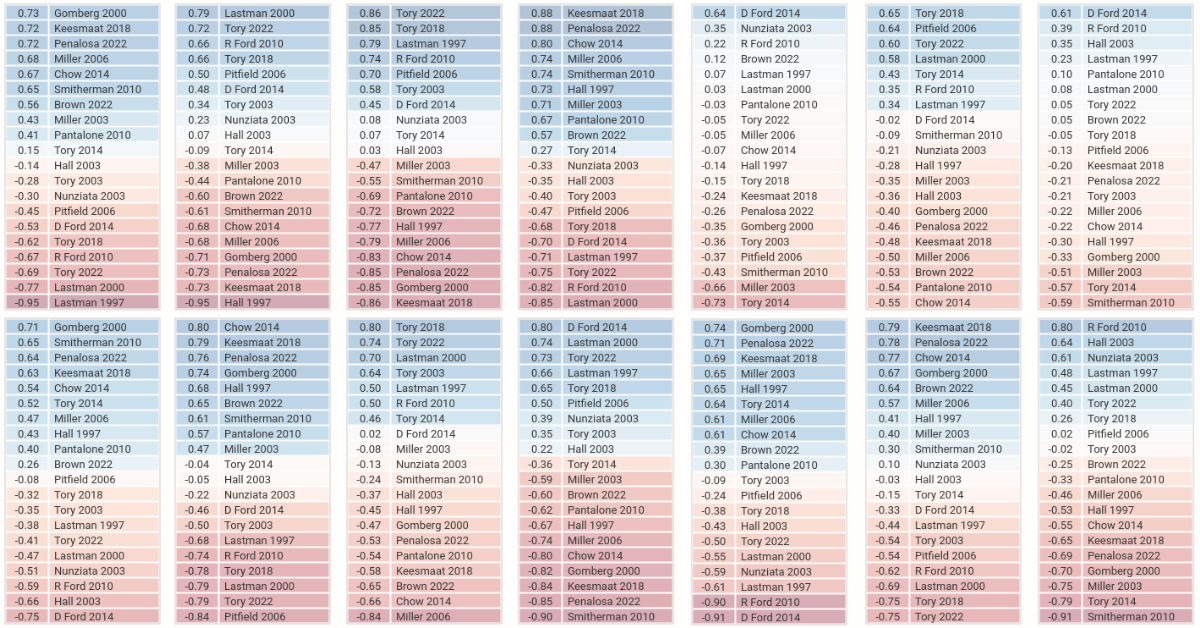 0.73 Gomberg 2000
0.72 Keesmaat 2018
0.72 Penalosa 2022
0.68 Miller 2006
0.67 Chow 2014
0.65 Smitherman 2010
0.56 Brown 2022
0.43 Miller 2003
0.41 Pantalone 2010
0.15 Tory 2014
-0.14 Hall 2003
-0.28 Tory 2003
-0.30 Nunziata 2003
-0.45 Pitfield 2006
-0.53 D Ford 2014
-0.62 Tory 2018
-0.67 R Ford 2010
-0.69 Tory 2022
-0.77 Lastman 2000
-0.95 Lastman 1997
0.79 Lastman 2000
0.72 Tory 2022
0.66 R Ford 2010
0.66 Tory 2018
0.50 Pitfield 2006
0.48 D Ford 2014
0.34 Tory 2003
0.23 Nunziata 2003
0.07 Hall 2003
-0.09 Tory 2014
-0.38 Miller 2003
-0.44 Pantalone 2010
-0.60 Brown 2022
-0.61 Smitherman 2010
-0.68 Chow 2014
-0.68 Miller 2006
-0.71 Gomberg 2000
-0.73 Penalosa 2022
-0.73 Keesmaat 2018
-0.95 Hall 1997
0.86 Tory 2022
0.85 Tory 2018
0.79 Lastman 1997
0.74 R Ford 2010
0.70 Pitfield 2006
0.58 Tory 2003
0.45 D Ford 2014
0.08 Nunziata 2003
0.07 Tory 2014
0.03 Hall 2003
-0.47 Miller 2003
-0.55 Smitherman 2010
-0.69 Pantalone 2010
-0.72 Brown 2022
-0.77 Hall 1997
-0.79 Miller 2006
-0.83 Chow 2014
-0.85 Penalosa 2022
-0.85 Gomberg 2000
-0.86 Keesmaat 2018
0.88 Keesmaat 2018
0.88 Penalosa 2022
0.80 Chow 2014
0.74 Miller 2006
0.74 Smitherman 2010
0.73 Hall 1997
0.71 Miller 2003
0.67 Pantalone 2010
0.57 Brown 2022
0.27 Tory 2014
-0.33 Nunziata 2003
-0.35 Hall 2003
-0.40 Tory 2003
-0.47 Pitfield 2006
-0.68 Tory 2018
-0.70 D Ford 2014
-0.71 Lastman 1997
-0.75 Tory 2022
-0.82 R Ford 2010
-0.85 Lastman 2000
0.64 D Ford 2014
0.35 Nunziata 2003
0.22 R Ford 2010
0.12 Brown 2022
0.07 Lastman 1997
0.03 Lastman 2000
-0.03 Pantalone 2010
-0.05 Tory 2022
-0.05 Miller 2006
-0.07 Chow 2014
-0.14 Hall 1997
-0.15 Tory 2018
-0.24 Keesmaat 2018
-0.26 Penalosa 2022
-0.35 Gomberg 2000
-0.36 Tory 2003
-0.37 Pitfield 2006
-0.43 Smitherman 2010
-0.66 Miller 2003
-0.73 Tory 2014
0.65 Tory 2018
0.64 Pitfield 2006
0.60 Tory 2022
0.58 Lastman 2000
0.43 Tory 2014
0.35 R Ford 2010
0.34 Lastman 1997
-0.02 D Ford 2014
-0.09 Smitherman 2010
-0.21 Nunziata 2003
-0.28 Hall 1997
-0.35 Miller 2003
-0.36 Hall 2003
-0.40 Gomberg 2000
-0.46 Penalosa 2022
-0.48 Keesmaat 2018
-0.50 Miller 2006
-0.53 Brown 2022
-0.54 Pantalone 2010
-0.55 Chow 2014
0.61 D Ford 2014
0.39 R Ford 2010
0.35 Hall 2003
0.23 Lastman 1997
0.10 Pantalone 2010
0.08 Lastman 2000
0.05 Tory 2022
0.05 Brown 2022
-0.05 Tory 2018
-0.13 Pitfield 2006
-0.20 Keesmaat 2018
-0.21 Penalosa 2022
-0.21 Tory 2003
-0.22 Miller 2006
-0.22 Chow 2014
-0.30 Hall 1997
-0.33 Gomberg 2000
-0.51 Miller 2003
-0.57 Tory 2014
-0.59 Smitherman 2010
0.71 Gomberg 2000
0.65 Smitherman 2010
0.64 Penalosa 2022
0.63 Keesmaat 2018
0.54 Chow 2014
0.52 Tory 2014
0.47 Miller 2006
0.43 Hall 1997
0.40 Pantalone 2010
0.26 Brown 2022
-0.08 Pitfield 2006
-0.32 Tory 2018
-0.35 Tory 2003
-0.38 Lastman 1997
-0.41 Tory 2022
-0.47 Lastman 2000
-0.51 Nunziata 2003
-0.59 R Ford 2010
-0.66 Hall 2003
-0.75 D Ford 2014
0.80 Chow 2014
0.79 Keesmaat 2018
0.76 Penalosa 2022
0.74 Gomberg 2000
0.68 Hall 1997
0.65 Brown 2022
0.61 Smitherman 2010
0.57 Pantalone 2010
0.47 Miller 2003
-0.04 Tory 2014
-0.05 Hall 2003
-0.22 Nunziata 2003
-0.46 D Ford 2014
-0.50 Tory 2003
-0.68 Lastman 1997
-0.74 R Ford 2010
-0.78 Tory 2018
-0.79 Lastman 2000
-0.79 Tory 2022
-0.84 Pitfield 2006
0.80 Tory 2018
0.74 Tory 2022
0.70 Lastman 2000
0.64 Tory 2003
0.50 Lastman 1997
0.50 R Ford 2010
0.46 Tory 2014
0.02 D Ford 2014
-0.08 Miller 2003
-0.13 Nunziata 2003
-0.24 Smitherman 2010
-0.37 Hall 2003
-0.45 Hall 1997
-0.47 Gomberg 2000
-0.53 Penalosa 2022
-0.54 Pantalone 2010
-0.58 Keesmaat 2018
-0.65 Brown 2022
-0.66 Chow 2014
-0.84 Miller 2006
0.80 D Ford 2014
0.74 Lastman 2000
0.73 Tory 2022
0.66 Lastman 1997
0.65 Tory 2018
0.50 Pitfield 2006
0.39 Nunziata 2003
0.35 Tory 2003
0.22 Hall 2003
-0.36 Tory 2014
-0.59 Miller 2003
-0.60 Brown 2022
-0.62 Pantalone 2010
-0.67 Hall 1997
-0.74 Miller 2006
-0.80 Chow 2014
-0.82 Gomberg 2000
-0.84 Keesmaat 2018
-0.85 Penalosa 2022
-0.90 Smitherman 2010
0.74 Gomberg 2000
0.71 Penalosa 2022
0.69 Keesmaat 2018
0.65 Miller 2003
0.65 Hall 1997
0.64 Tory 2014
0.61 Miller 2006
0.61 Chow 2014
0.39 Brown 2022
0.30 Pantalone 2010
-0.09 Tory 2003
-0.24 Pitfield 2006
-0.38 Tory 2018
-0.43 Hall 2003
-0.50 Tory 2022
-0.55 Lastman 2000
-0.59 Nunziata 2003
-0.61 Lastman 1997
-0.90 R Ford 2010
-0.91 D Ford 2014
0.79 Keesmaat 2018
0.78 Penalosa 2022
0.77 Chow 2014
0.67 Gomberg 2000
0.64 Brown 2022
0.57 Miller 2006
0.41 Hall 1997
0.40 Miller 2003
0.30 Smitherman 2010
0.10 Nunziata 2003
-0.03 Hall 2003
-0.15 Tory 2014
-0.33 D Ford 2014
-0.44 Lastman 1997
-0.54 Tory 2003
-0.54 Pitfield 2006
-0.62 R Ford 2010
-0.69 Lastman 2000
-0.75 Tory 2018
-0.75 Tory 2022
0.80 R Ford 2010
0.64 Hall 2003
0.61 Nunziata 2003
0.48 Lastman 1997
0.45 Lastman 2000
0.40 Tory 2022
0.26 Tory 2018
0.02 Pitfield 2006
-0.02 Tory 2003
-0.25 Brown 2022
-0.33 Pantalone 2010
-0.46 Miller 2006
-0.53 Hall 1997
-0.55 Chow 2014
-0.65 Keesmaat 2018
-0.69 Penalosa 2022
-0.70 Gomberg 2000
-0.75 Miller 2003
-0.79 Tory 2014
-0.91 Smitherman 2010